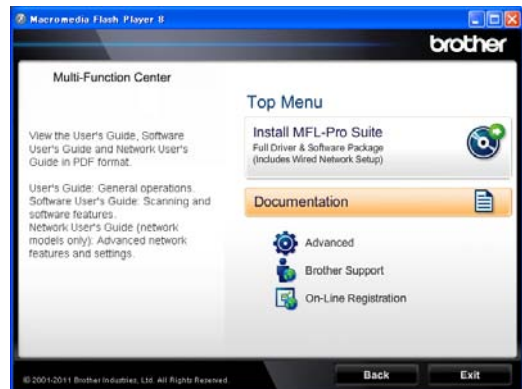 Macromedia Flash Player 8
brother
Multi-Function Center
Top Menu
View the User's Guide, Software
User's Guide and Network User's
Guide in PDF format.
User's Guide: General operations.
Software User's Guide: Scanning and
software features.
Network User's Guide (network
models only): Advanced network
features and settings.
Install MFL-Pro Suite
Full Driver & Software Package
(Includes Wired Network Setup)
Documentation
Advanced
Brother Support
On-Line Registration
© 2001-2011 Brother Industries, Ltd. All Rights Reserved.
Back
Exit